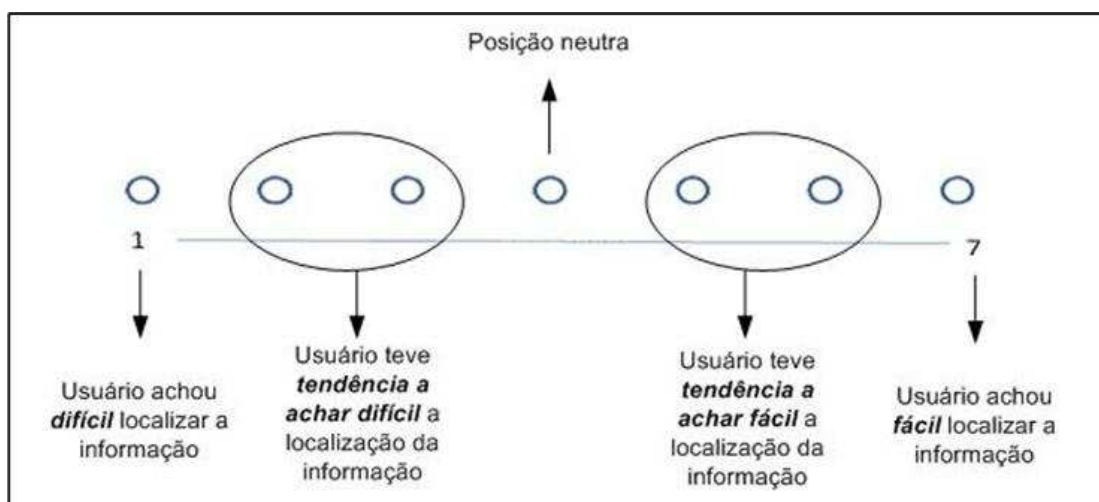 Posição neutra
1
7
Usuário achou
difícil localizar a
informação
Usuário teve
tendência a
achar difícil a
localização da
informação
Usuário teve
tendência a
achar fácil a
localização da
informação
Usuário achou
fácil localizar a
informação